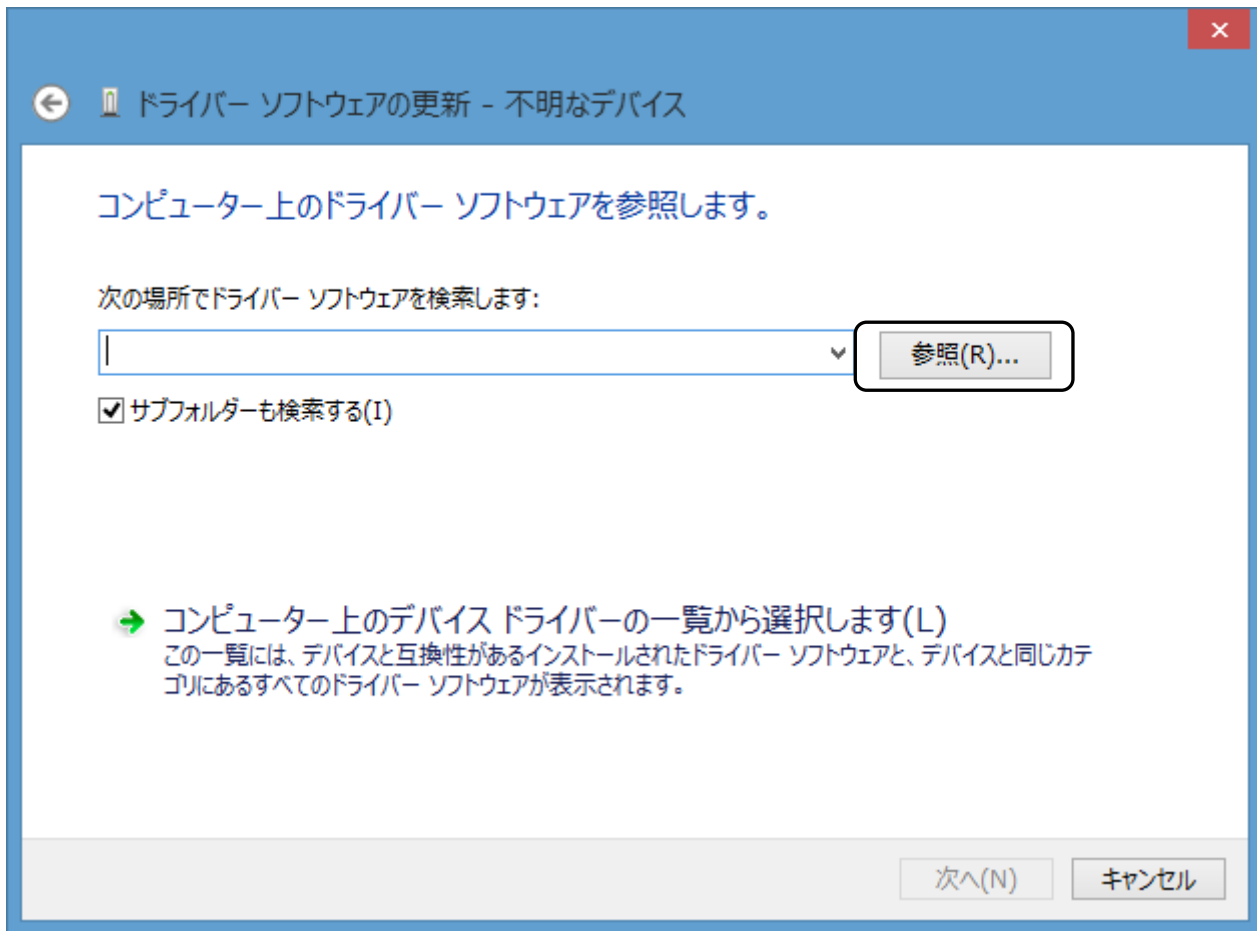 ドライバー ソフトウェアの更新 - 不明なデバイス
コンピューター上のドライバー ソフトウェアを参照します。
次の場所でドライバー ソフトウェアを検索します:
参照(R)...
サブフォルダーも検索する(I)
コンピューター上のデバイス ドライバーの一覧から選択します(L)
この一覧には、デバイスと互換性があるインストールされたドライバー ソフトウェアと、デバイスと同じカテ
ゴリにあるすべてのドライバー ソフトウェアが表示されます。
次へ(N)
キャンセル